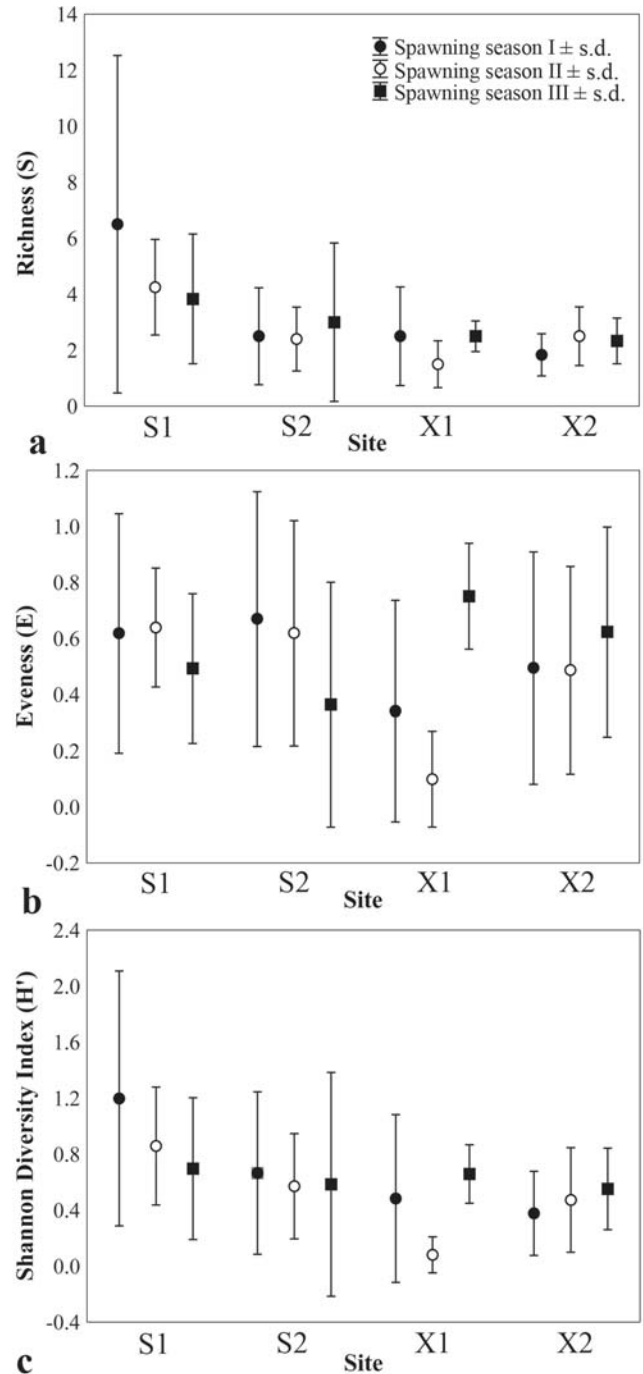 14
12
10
8
6
4
2
0
Richness (S)
Spawning season I ± s.d.
Spawning season II ± s.d.
Spawning season III ± s.d.
S1 S2 X1 X2
Site
a
1.2
1.0
0.8
0.6
0.4
0.2
0.0
-0.2
Eveness (E)
S1 S2 X1 X2
Site
b
2.4
2.0
1.6
1.2
0.8
0.4
0.0
-0.4
Shannon Diversity Index (H')
S1 S2 X1 X2
Site
c